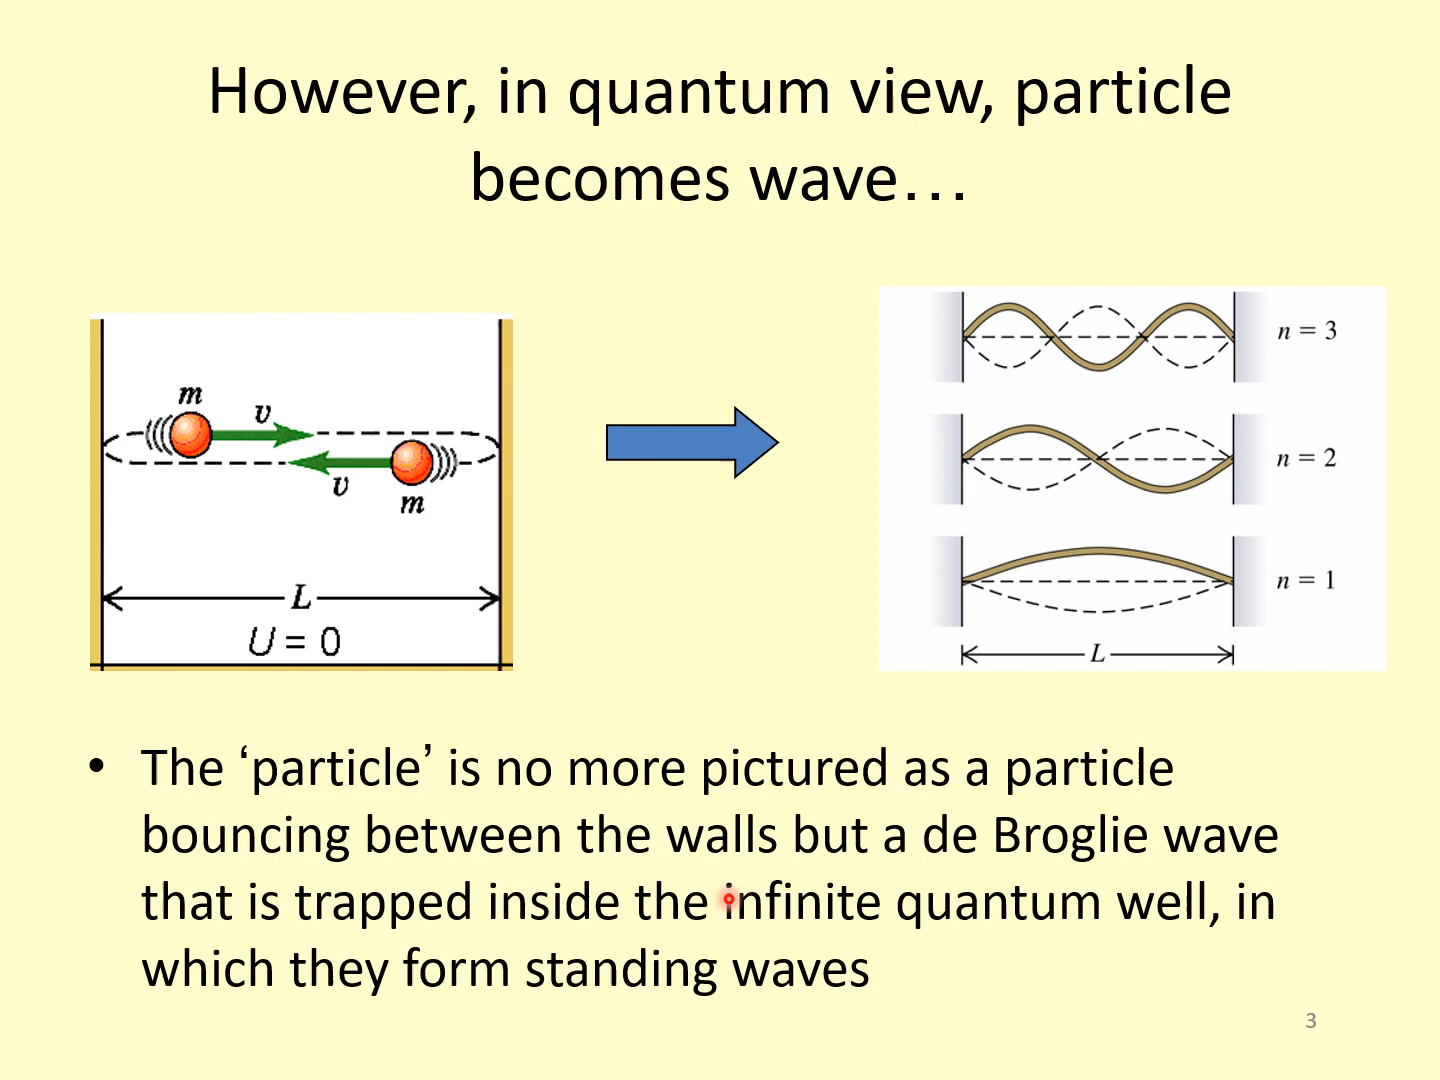 However, in quantum view, particle
becomes wave…
m
v
v
m
L
U = 0
n = 3
n = 2
n = 1
L
• The ‘particle’ is no more pictured as a particle
bouncing between the walls but a de Broglie wave
that is trapped inside the infinite quantum well, in
which they form standing waves
3